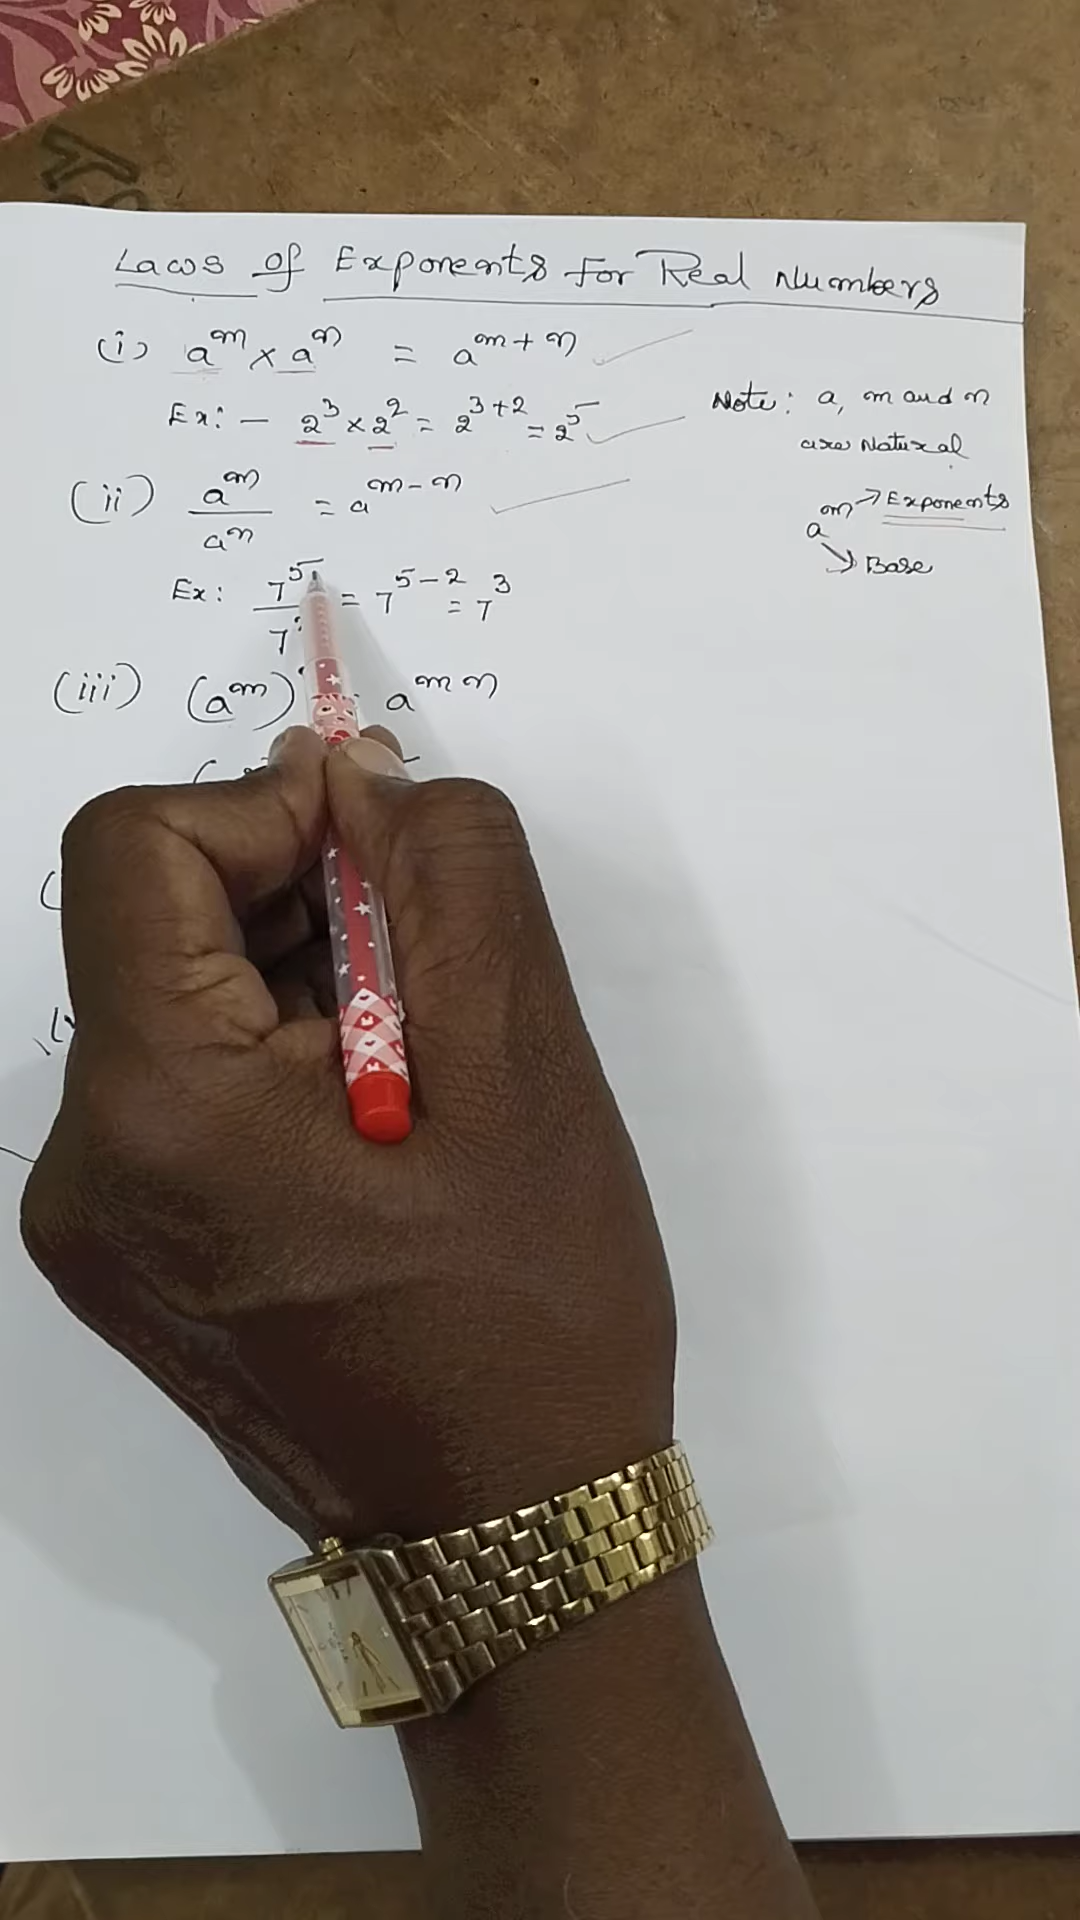 Laws of Exponents For Real Numbers
(i) a^m × a^n = a^(m+n)
Ex:- 2^3 × 2^2 = 2^(3+2) = 2^5
Note: a, m and n
are Natural
(ii) a^m / a^n = a^(m-n)
a^m → Exponents
↘ Base
Ex: 7^5 / 7 = 7^(5-2) = 7^3
(iii) (a^m) a^(mn)